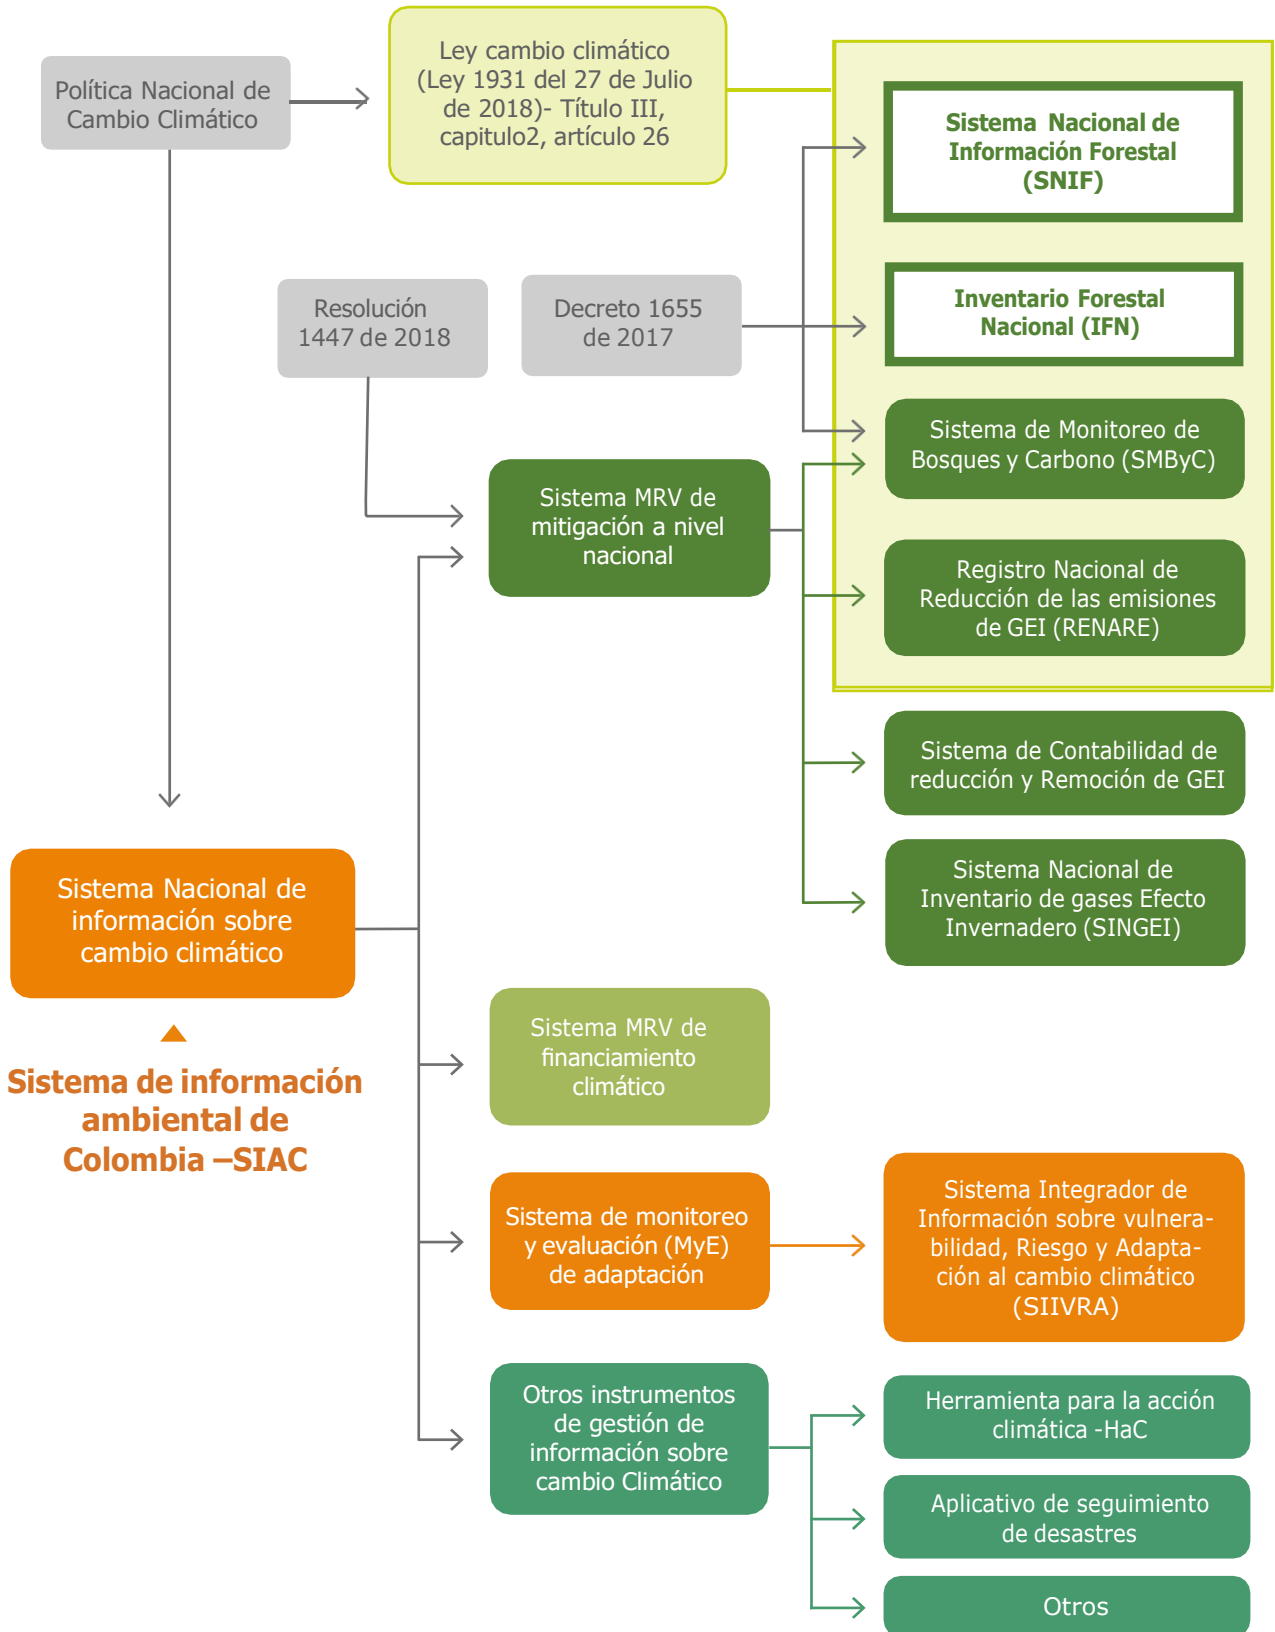 Política Nacional de
Cambio Climático
Ley cambio climático
(Ley 1931 del 27 de Julio
de 2018)- Título III,
capitulo2, artículo 26
Sistema Nacional de
Información Forestal
(SNIF)
Resolución
1447 de 2018
Decreto 1655
de 2017
Inventario Forestal
Nacional (IFN)
Sistema de Monitoreo de
Bosques y Carbono (SMByC)
Sistema MRV de
mitigación a nivel
nacional
Registro Nacional de
Reducción de las emisiones
de GEI (RENARE)
Sistema de Contabilidad de
reducción y Remoción de GEI
Sistema Nacional de
Inventario de gases Efecto
Invernadero (SINGEI)
Sistema Nacional de
información sobre
cambio climático
Sistema de información
ambiental de
Colombia –SIAC
Sistema MRV de
financiamiento
climático
Sistema de monitoreo
y evaluación (MyE)
de adaptación
Sistema Integrador de
Información sobre vulnera-
bilidad, Riesgo y Adapta-
ción al cambio climático
(SIIVRA)
Otros instrumentos
de gestión de
información sobre
cambio Climático
Herramienta para la acción
climática -HaC
Aplicativo de seguimiento
de desastres
Otros